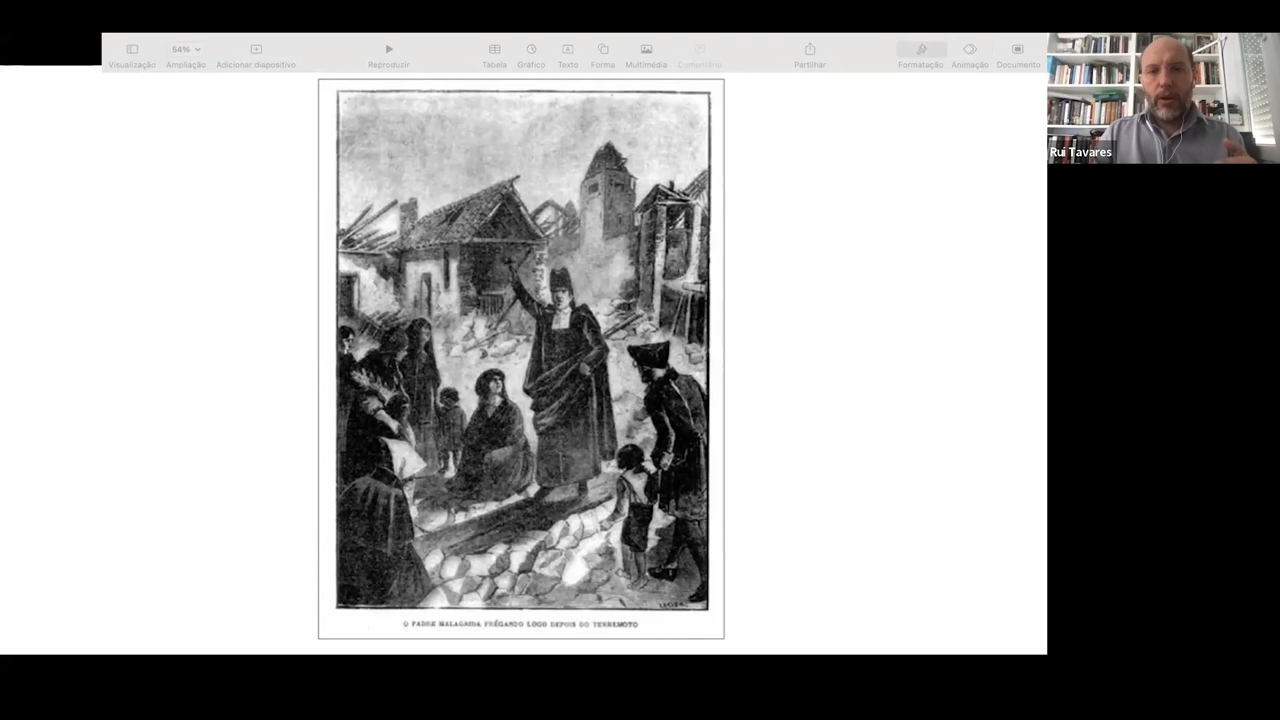 54%
Visualização Ampliação Adicionar diapositivo Reproduzir Tabela Gráfico Texto Forma Multimédia Comentário Partilhar Formatação Animação Documento
Rui Tavares
O PADRE MALAGRIDA PRÉGANDO LOGO DEPOIS DO TERREMOTO